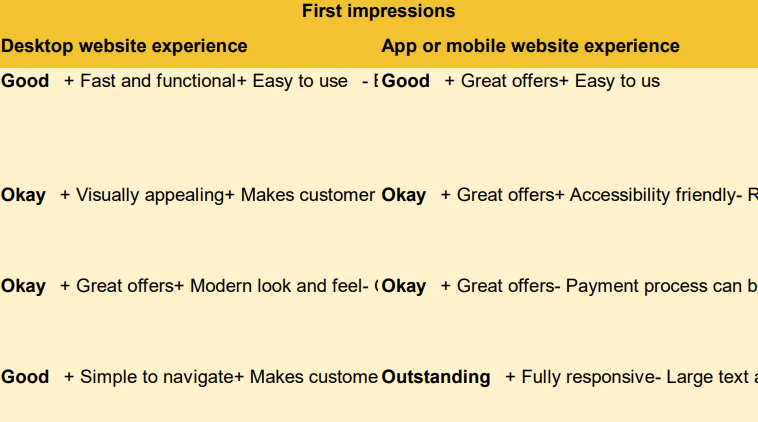 First impressions
Desktop website experience App or mobile website experience
Good + Fast and functional+ Easy to use - Good + Great offers+ Easy to us
Okay + Visually appealing+ Makes customer Okay + Great offers+ Accessibility friendly- R
Okay + Great offers+ Modern look and feel- Okay + Great offers- Payment process can b
Good + Simple to navigate+ Makes custome Outstanding + Fully responsive- Large text a